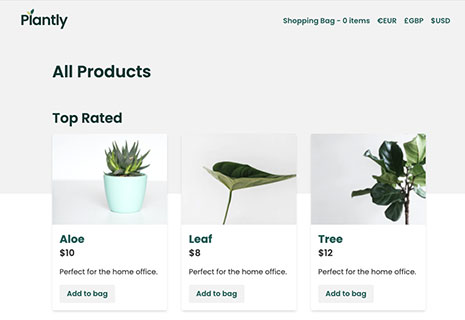 Plantly
Shopping Bag - 0 items €EUR £GBP $USD
All Products
Top Rated
Aloe
$10
Perfect for the home office.
Add to bag
Leaf
$8
Perfect for the home office.
Add to bag
Tree
$12
Perfect for the home office.
Add to bag